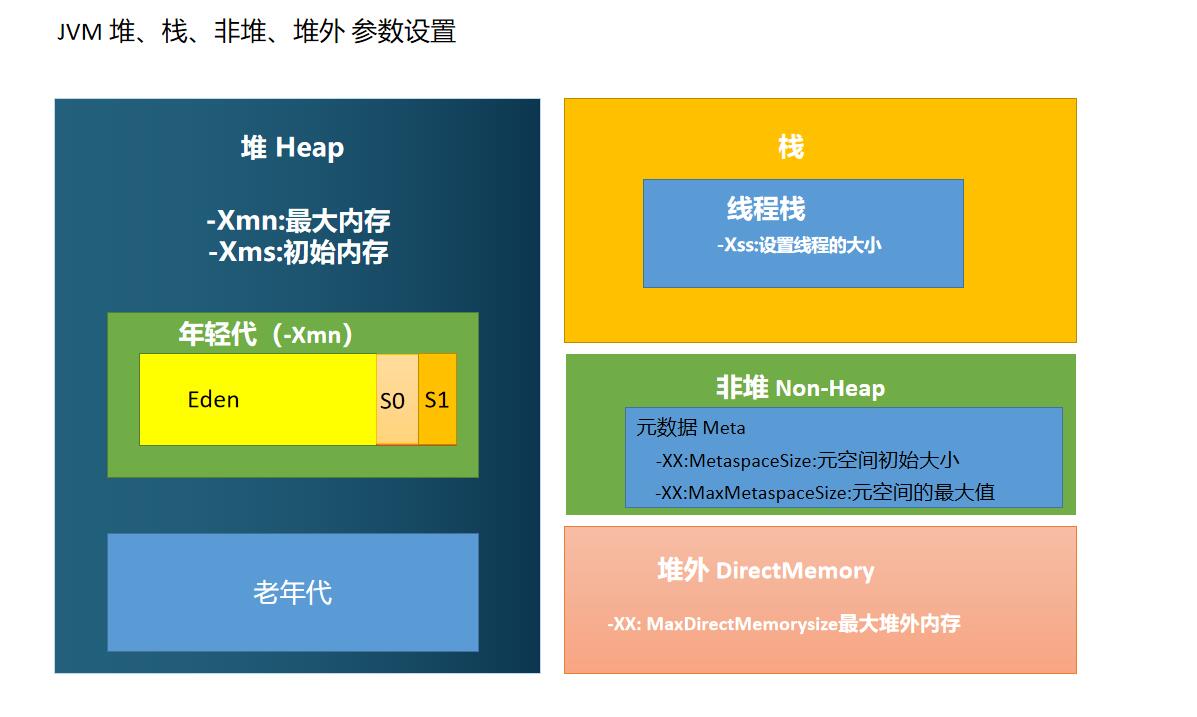 JVM 堆、栈、非堆、堆外 参数设置
堆 Heap
-Xmn:最大内存
-Xms:初始内存
年轻代（-Xmn）
Eden
S0
S1
老年代
栈
线程栈
-Xss:设置线程的大小
非堆 Non-Heap
元数据 Meta
-XX:MetaspaceSize:元空间初始大小
-XX:MaxMetaspaceSize:元空间的最大值
堆外 DirectMemory
-XX: MaxDirectMemorysize最大堆外内存